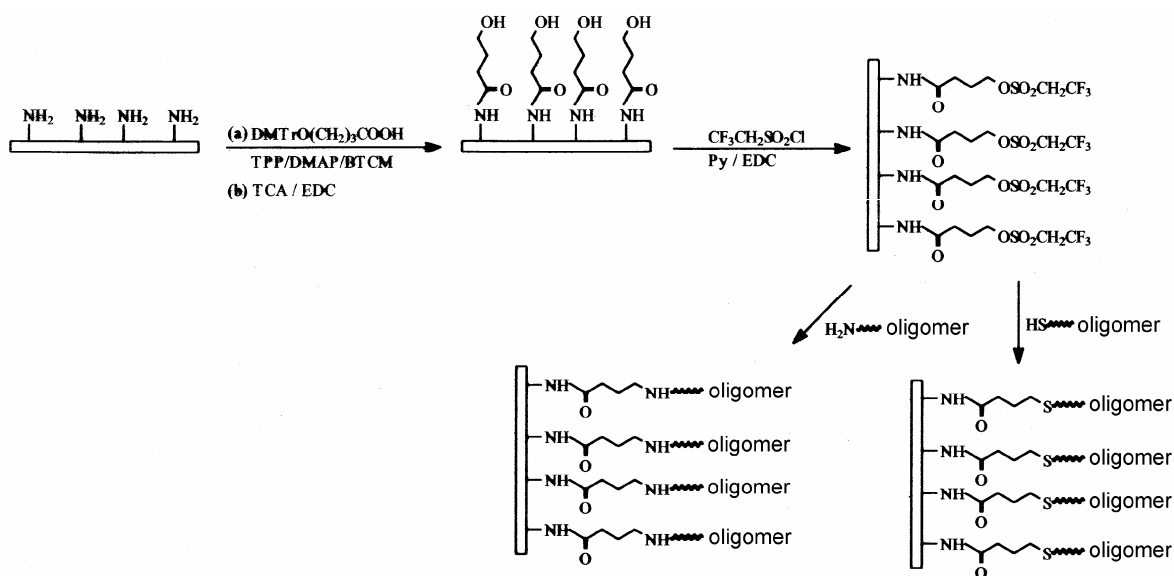 NH₂ NH₂ NH₂ NH₂
(a) DMTrO(CH₂)₃COOH
TPP/DMAP/BTCM
(b) TCA / EDC
OH OH OH OH
O O O O
NH NH NH NH
CF₃CH₂SO₂Cl
Py / EDC
NH OSO₂CH₂CF₃
O
NH OSO₂CH₂CF₃
O
NH OSO₂CH₂CF₃
O
NH OSO₂CH₂CF₃
O
H₂N oligomer
HS oligomer
NH NH oligomer
O
NH NH oligomer
O
NH NH oligomer
O
NH NH oligomer
O
NH S oligomer
O
NH S oligomer
O
NH S oligomer
O
NH S oligomer
O